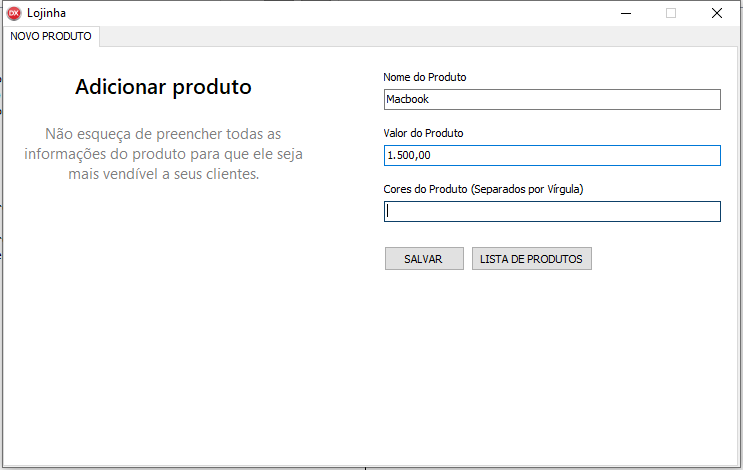 DX Lojinha
NOVO PRODUTO
Adicionar produto
Não esqueça de preencher todas as
informações do produto para que ele seja
mais vendível a seus clientes.
Nome do Produto
Macbook
Valor do Produto
1.500,00
Cores do Produto (Separados por Vírgula)
SALVAR LISTA DE PRODUTOS